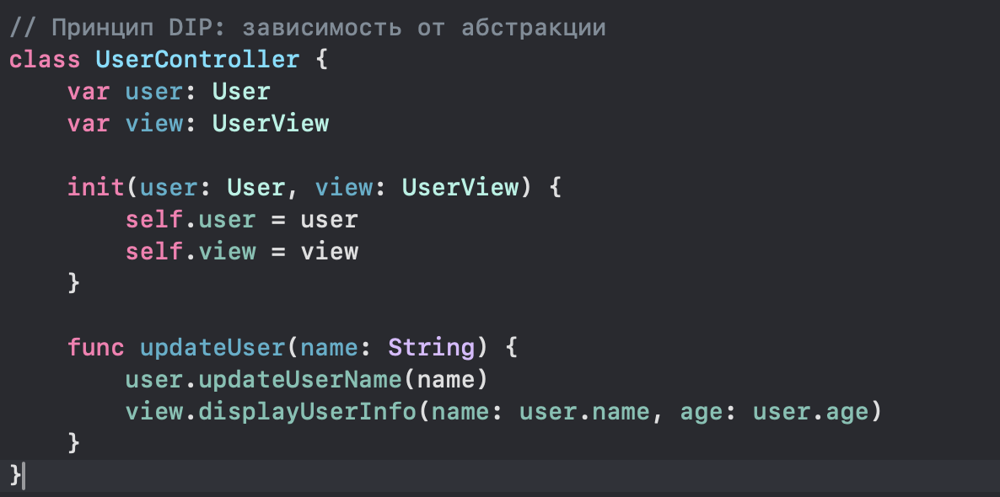 // Принцип DIP: зависимость от абстракции
class UserController {
    var user: User
    var view: UserView

    init(user: User, view: UserView) {
        self.user = user
        self.view = view
    }

    func updateUser(name: String) {
        user.updateUserName(name)
        view.displayUserInfo(name: user.name, age: user.age)
    }
}